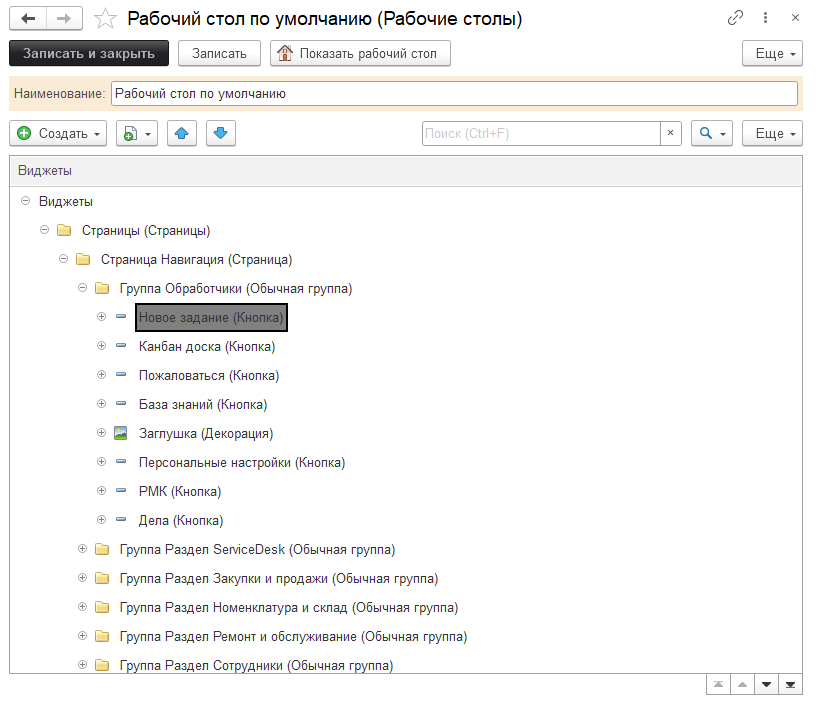 Рабочий стол по умолчанию (Рабочие столы)
Записать и закрыть Записать Показать рабочий стол Еще
Наименование: Рабочий стол по умолчанию
Создать Поиск (Ctrl+F) × Еще
Виджеты
Виджеты
Страницы (Страницы)
Страница Навигация (Страница)
Группа Обработчики (Обычная группа)
Новое задание (Кнопка)
Канбан доска (Кнопка)
Пожаловаться (Кнопка)
База знаний (Кнопка)
Заглушка (Декорация)
Персональные настройки (Кнопка)
РМК (Кнопка)
Дела (Кнопка)
Группа Раздел ServiceDesk (Обычная группа)
Группа Раздел Закупки и продажи (Обычная группа)
Группа Раздел Номенклатура и склад (Обычная группа)
Группа Раздел Ремонт и обслуживание (Обычная группа)
Группа Раздел Сотрудники (Обычная группа)